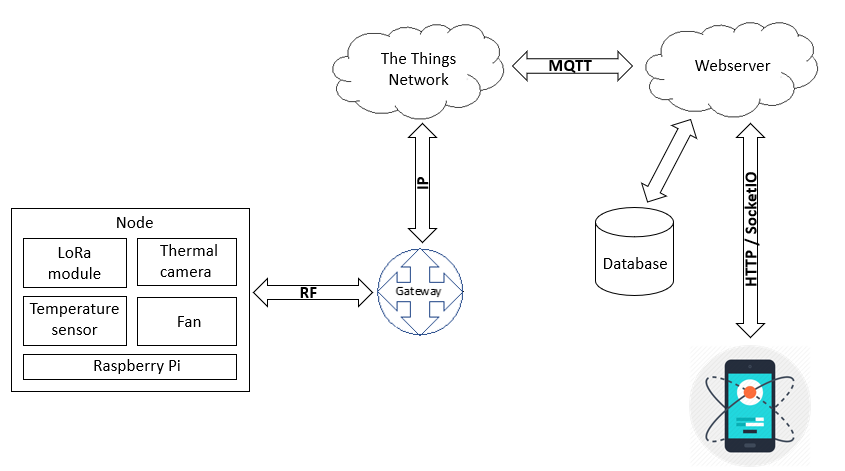 The Things
Network
MQTT
Webserver
IP
HTTP / SocketIO
Node
LoRa
module
Thermal
camera
Temperature
sensor
Fan
Raspberry Pi
RF
Gateway
Database